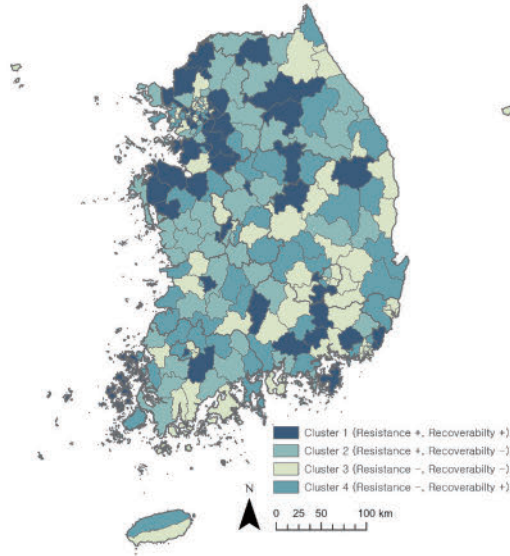 Cluster 1 (Resistance +, Recoverabilty +)
Cluster 2 (Resistance +, Recoverabilty -)
Cluster 3 (Resistance -, Recoverabilty -)
Cluster 4 (Resistance -, Recoverabilty +)
N
0 25 50 100 km